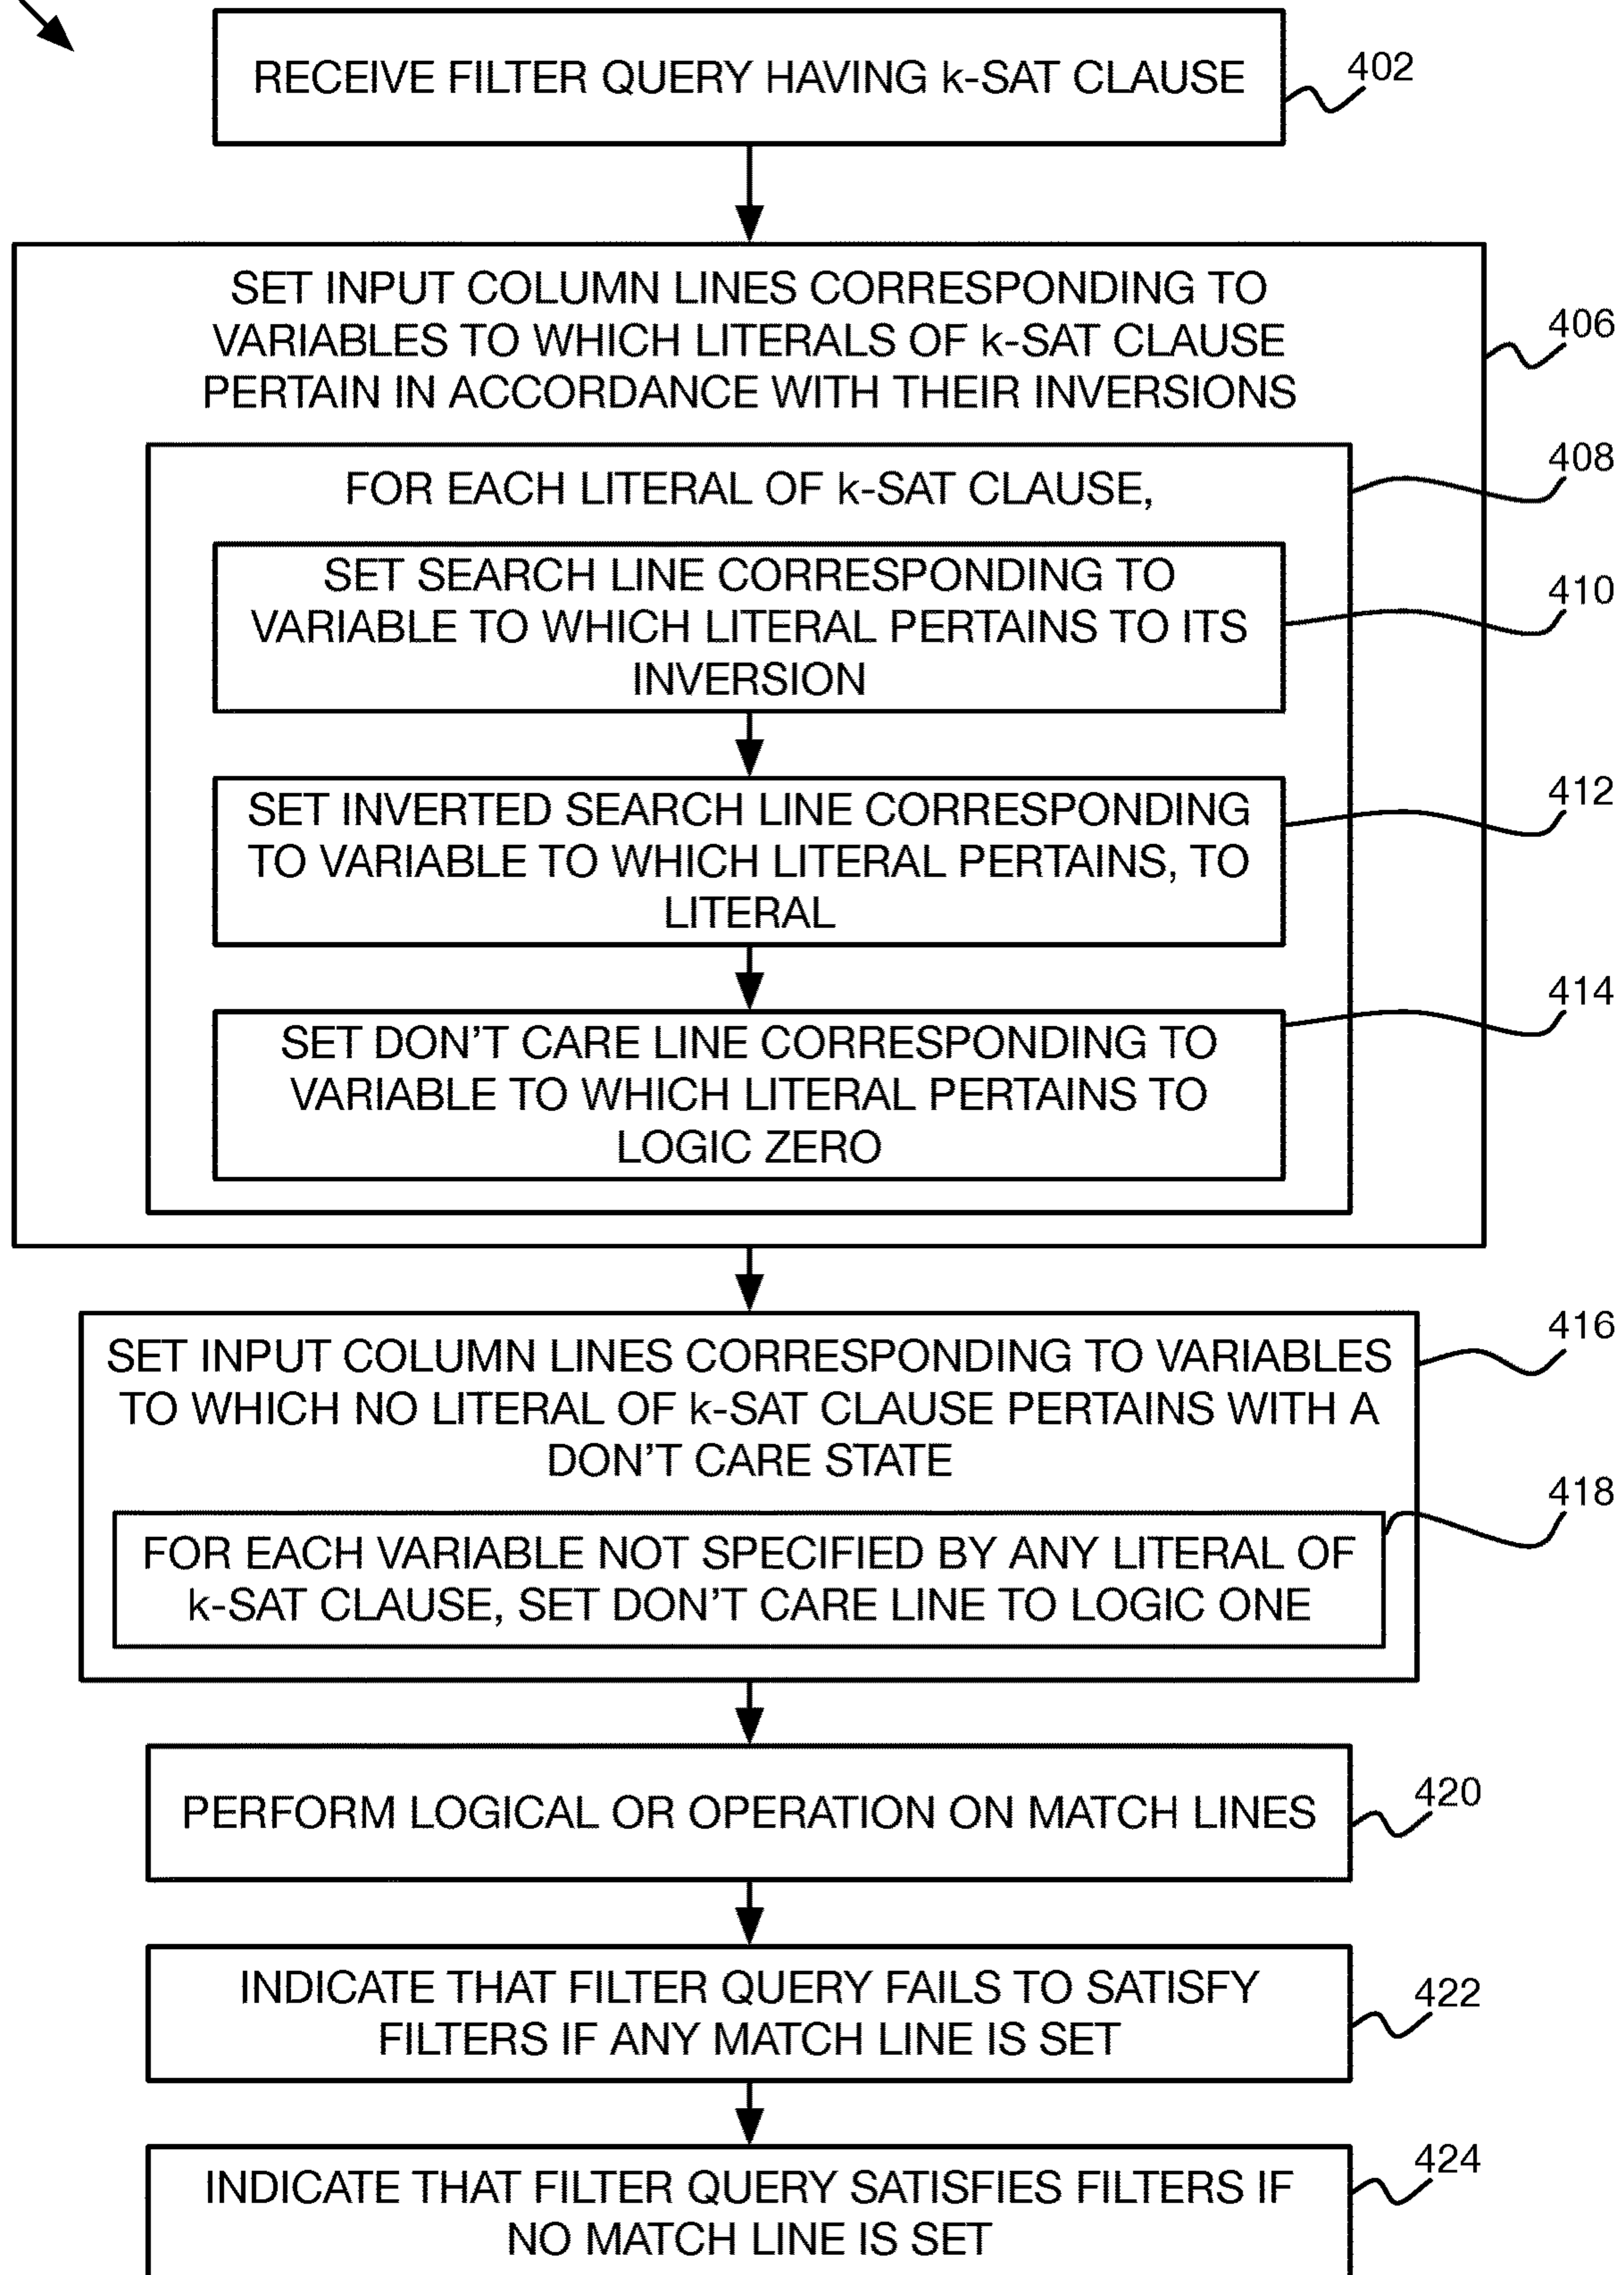 RECEIVE FILTER QUERY HAVING k-SAT CLAUSE
402
SET INPUT COLUMN LINES CORRESPONDING TO
VARIABLES TO WHICH LITERALS OF k-SAT CLAUSE
PERTAIN IN ACCORDANCE WITH THEIR INVERSIONS
406
FOR EACH LITERAL OF k-SAT CLAUSE,
408
SET SEARCH LINE CORRESPONDING TO
VARIABLE TO WHICH LITERAL PERTAINS TO ITS
INVERSION
410
SET INVERTED SEARCH LINE CORRESPONDING
TO VARIABLE TO WHICH LITERAL PERTAINS, TO
LITERAL
412
SET DON'T CARE LINE CORRESPONDING TO
VARIABLE TO WHICH LITERAL PERTAINS TO
LOGIC ZERO
414
SET INPUT COLUMN LINES CORRESPONDING TO VARIABLES
TO WHICH NO LITERAL OF k-SAT CLAUSE PERTAINS WITH A
DON'T CARE STATE
416
FOR EACH VARIABLE NOT SPECIFIED BY ANY LITERAL OF
k-SAT CLAUSE, SET DON'T CARE LINE TO LOGIC ONE
418
PERFORM LOGICAL OR OPERATION ON MATCH LINES
420
INDICATE THAT FILTER QUERY FAILS TO SATISFY
FILTERS IF ANY MATCH LINE IS SET
422
INDICATE THAT FILTER QUERY SATISFIES FILTERS IF
NO MATCH LINE IS SET
424